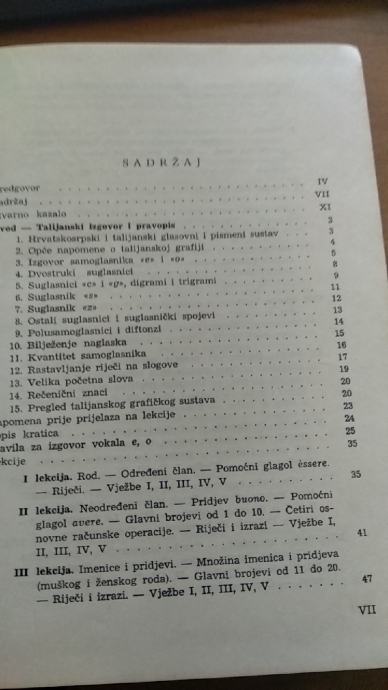 SADRŽAJ
redgovor . . . . . . . . . . . . . . . . IV
adržaj . . . . . . . . . . . . . . . . VII
tvarno kazalo . . . . . . . . . . . . . . XI
vod — Talijanski izgovor i pravopis . . . . . . . . 3
1. Hrvatskosrpski i talijanski glasovni i pismeni sustav . . 3
2. Opće napomene o talijanskoj grafiji . . . . . . . 4
3. Izgovor samoglasnika «e» i «o» . . . . . . . . 5
4. Dvostruki suglasnici . . . . . . . . . . . 8
5. Suglasnici «c» i «g», digrami i trigrami . . . . . . 9
6. Suglasnik «s» . . . . . . . . . . . . . 11
7. Suglasnik «z» . . . . . . . . . . . . . 12
8. Ostali suglasnici i suglasnički spojevi . . . . . . 13
9. Polusamoglasnici i diftonzi . . . . . . . . . 14
10. Bilježenje naglaska . . . . . . . . . . . 15
11. Kvantitet samoglasnika . . . . . . . . . . 16
12. Rastavljanje riječi na slogove . . . . . . . . 17
13. Velika početna slova . . . . . . . . . . . 19
14. Rečenični znaci . . . . . . . . . . . . 20
15. Pregled talijanskog grafičkog sustava . . . . . . 20
apomena prije prijelaza na lekcije . . . . . . . . 23
opis kratica . . . . . . . . . . . . . . 24
avila za izgovor vokala e, o . . . . . . . . . . 25
ekcije . . . . . . . . . . . . . . . . 35
I lekcija. Rod. — Određeni član. — Pomoćni glagol èssere.
— Riječi. — Vježbe I, II, III, IV, V . . . . . . . 35
II lekcija. Neodređeni član. — Pridjev buono. — Pomoćni
glagol avere. — Glavni brojevi od 1 do 10. — Četiri os-
novne računske operacije. — Riječi i izrazi — Vježbe I,
II, III, IV, V . . . . . . . . . . . . . 41
III lekcija. Imenice i pridjevi. — Množina imenica i pridjeva
(muškog i ženskog roda). — Glavni brojevi od 11 do 20.
— Riječi i izrazi. — Vježbe I, II, III, IV, V . . . . . 47
VII